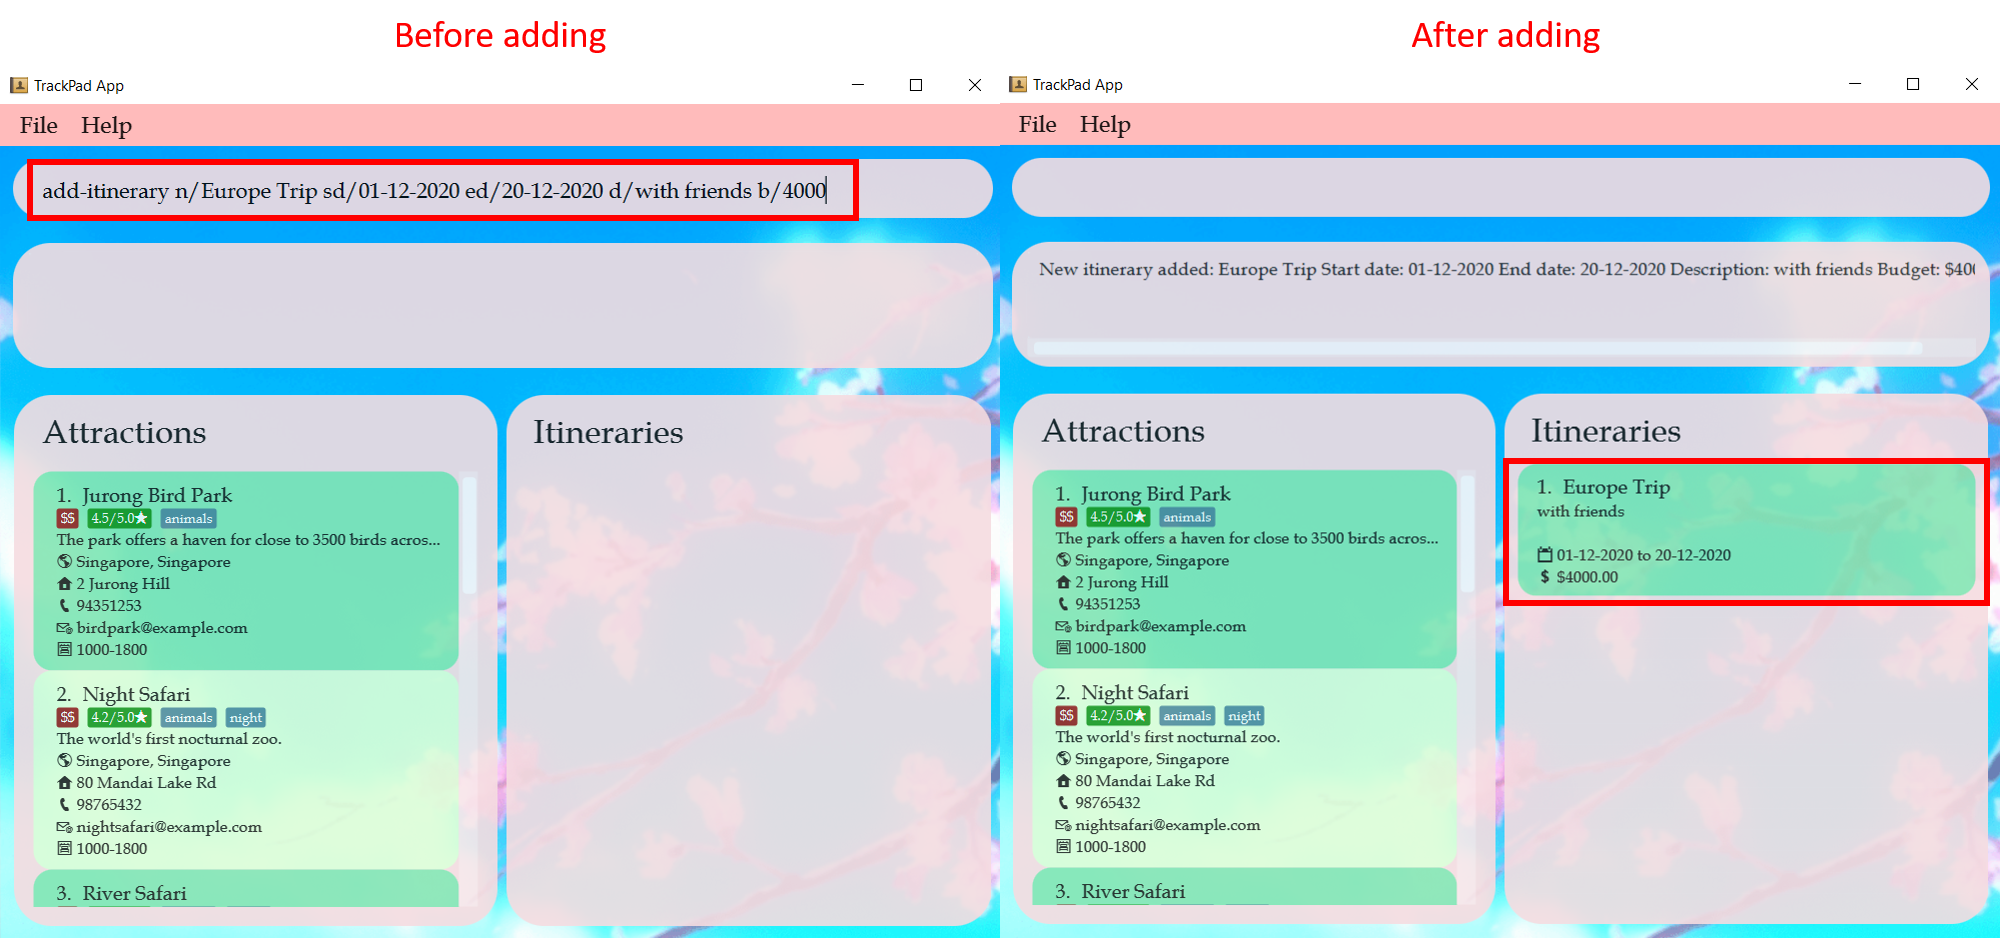 Before adding
TrackPad App
File Help
add-itinerary n/Europe Trip sd/01-12-2020 ed/20-12-2020 d/with friends b/4000
Attractions
1. Jurong Bird Park
$$ 4.5/5.0★ animals
The park offers a haven for close to 3500 birds acros...
Singapore, Singapore
2 Jurong Hill
94351253
birdpark@example.com
1000-1800
2. Night Safari
$$ 4.2/5.0★ animals night
The world's first nocturnal zoo.
Singapore, Singapore
80 Mandai Lake Rd
98765432
nightsafari@example.com
1000-1800
3. River Safari
Itineraries
After adding
TrackPad App
File Help
New itinerary added: Europe Trip Start date: 01-12-2020 End date: 20-12-2020 Description: with friends Budget: $400
Attractions
1. Jurong Bird Park
$$ 4.5/5.0★ animals
The park offers a haven for close to 3500 birds acros...
Singapore, Singapore
2 Jurong Hill
94351253
birdpark@example.com
1000-1800
2. Night Safari
$$ 4.2/5.0★ animals night
The world's first nocturnal zoo.
Singapore, Singapore
80 Mandai Lake Rd
98765432
nightsafari@example.com
1000-1800
3. River Safari
Itineraries
1. Europe Trip
with friends
01-12-2020 to 20-12-2020
$ $4000.00